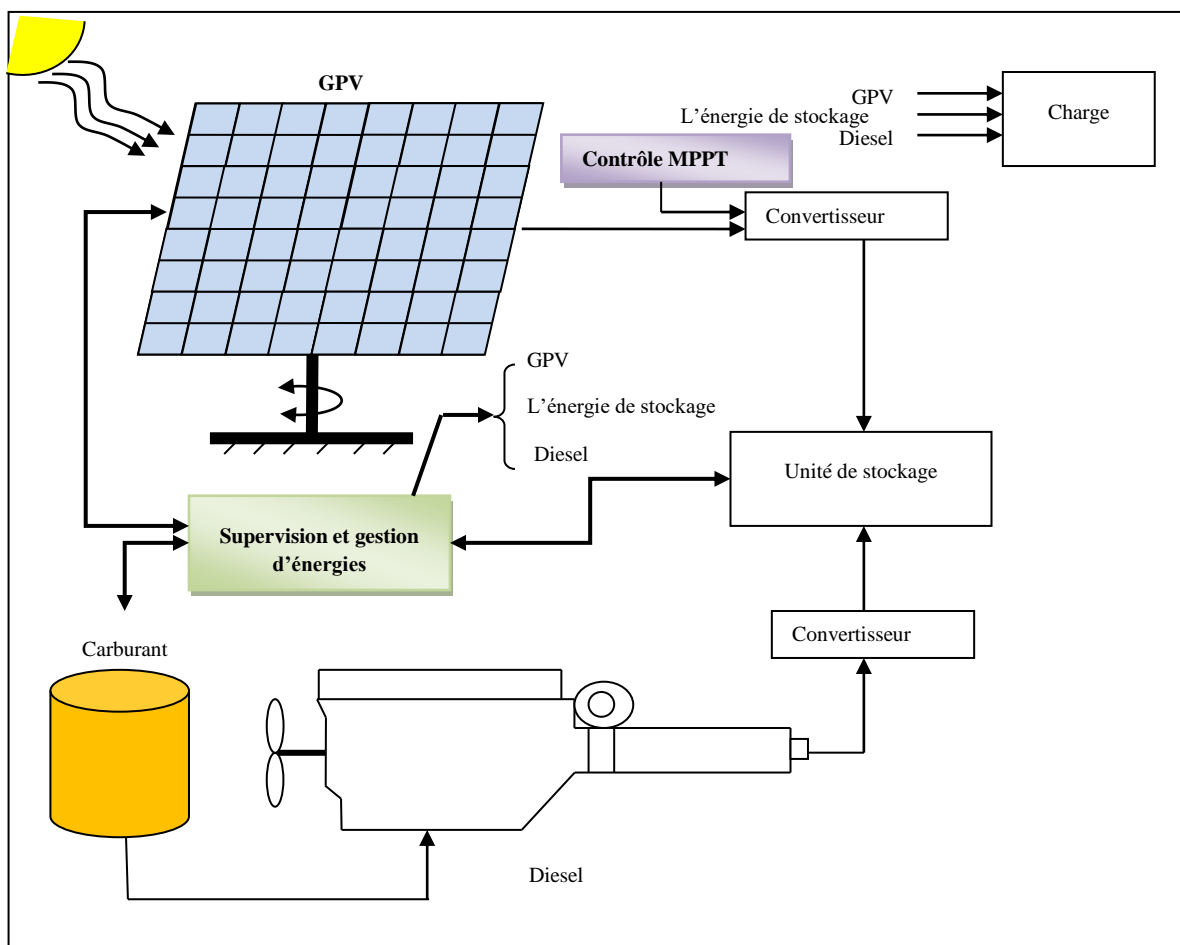 GPV
GPV
L'énergie de stockage
Diesel
Charge
Contrôle MPPT
Convertisseur
GPV
L'énergie de stockage
Diesel
Unité de stockage
Supervision et gestion
d'énergies
Convertisseur
Carburant
Diesel